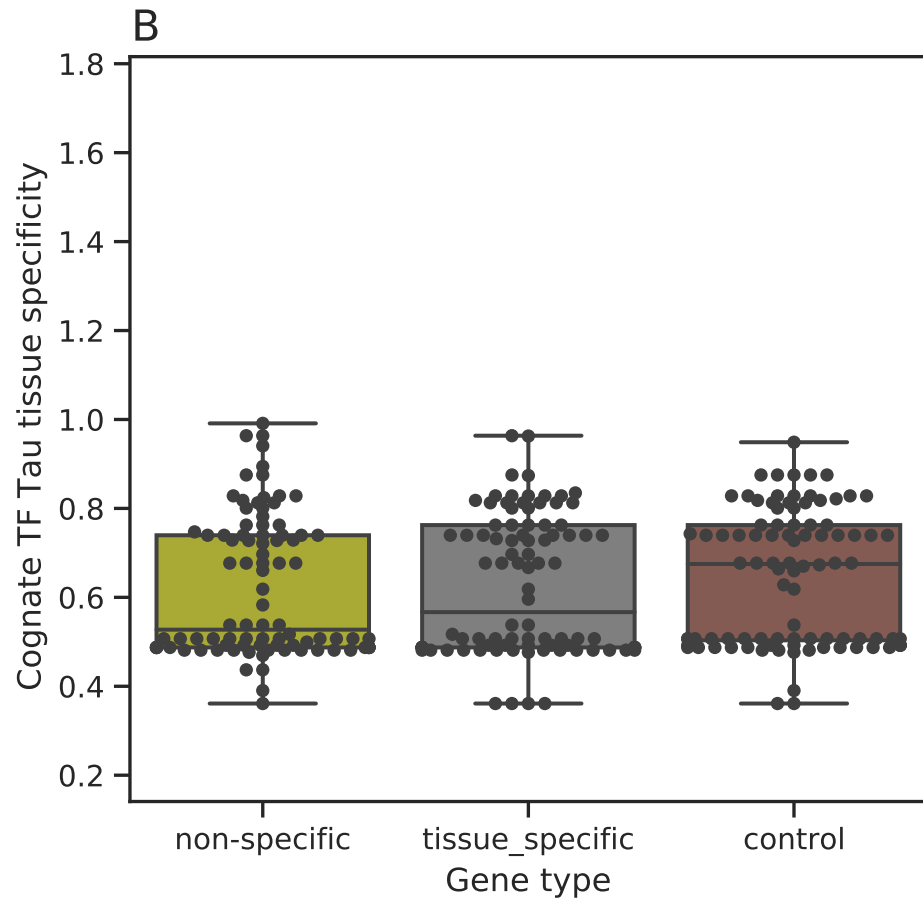 B
Cognate TF Tau tissue specificity
1.8
1.6
1.4
1.2
1.0
0.8
0.6
0.4
0.2
non-specific
tissue_specific
control
Gene type